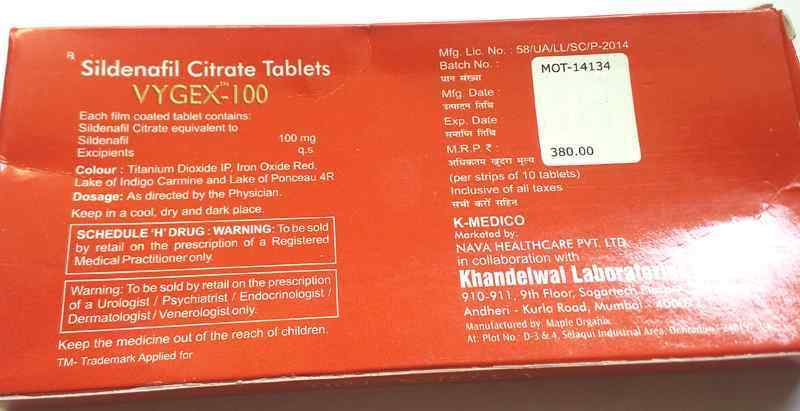 ℞ Sildenafil Citrate Tablets
VYGEX™-100
Each film coated tablet contains:
Sildenafil Citrate equivalent to
Sildenafil 100 mg
Excipients q.s.
Colour : Titanium Dioxide IP, Iron Oxide Red,
Lake of Indigo Carmine and Lake of Ponceau 4R
Dosage: As directed by the Physician.
Keep in a cool, dry and dark place.
SCHEDULE 'H' DRUG : WARNING: To be sold
by retail on the prescription of a Registered
Medical Practitioner only.
Warning: To be sold by retail on the prescription
of a Urologist / Psychiatrist / Endocrinologist /
Dermatologist / Venerologist only.
Keep the medicine out of the reach of children.
TM- Trademark Applied for
Mfg. Lic. No. : 58/UA/LL/SC/P-2014
Batch No. : MOT-14134
घान संख्या
Mfg. Date :
उत्पादन तिथि
Exp. Date :
समाप्ति तिथि
M.R.P. ₹ : 380.00
अधिकतम खुदरा मूल्य
(per strips of 10 tablets)
Inclusive of all taxes
सभी करों सहित
K-MEDICO
Marketed by:
NAVA HEALTHCARE PVT. LTD.
in collaboration with
Khandelwal Laboratories
910-911, 9th Floor, Sagartech
Andheri - Kurla Road, Mumbai
Manufactured by: Maple Organix
At: Plot No.: D-3 & 4, Selaqui Industrial Area, Dehradun